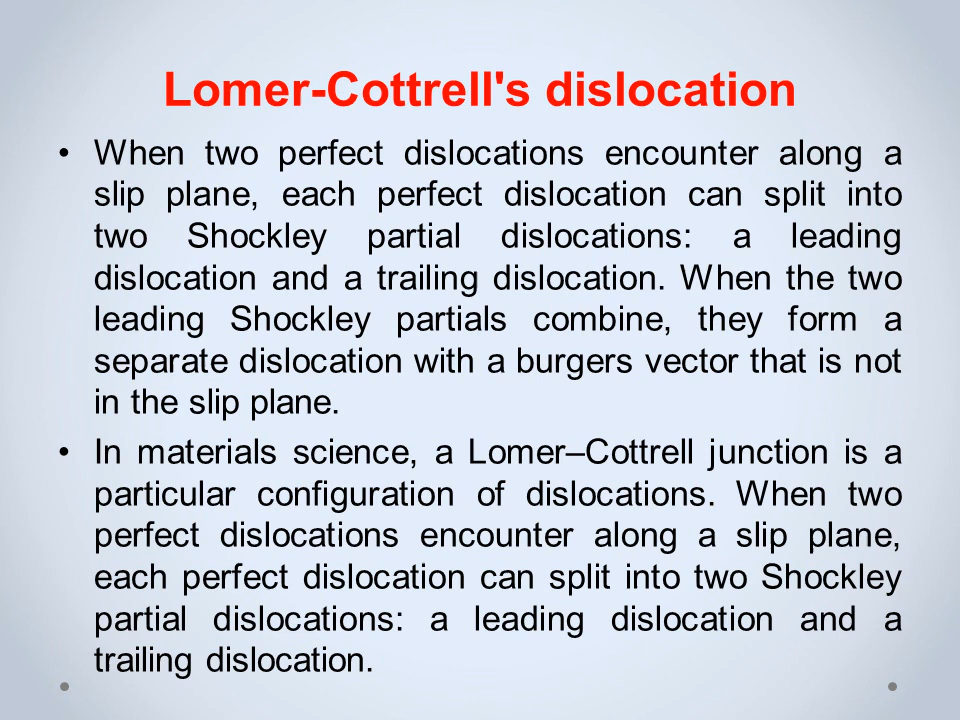 Lomer-Cottrell's dislocation
• When two perfect dislocations encounter along a
slip plane, each perfect dislocation can split into
two Shockley partial dislocations: a leading
dislocation and a trailing dislocation. When the two
leading Shockley partials combine, they form a
separate dislocation with a burgers vector that is not
in the slip plane.
• In materials science, a Lomer–Cottrell junction is a
particular configuration of dislocations. When two
perfect dislocations encounter along a slip plane,
each perfect dislocation can split into two Shockley
partial dislocations: a leading dislocation and a
trailing dislocation.